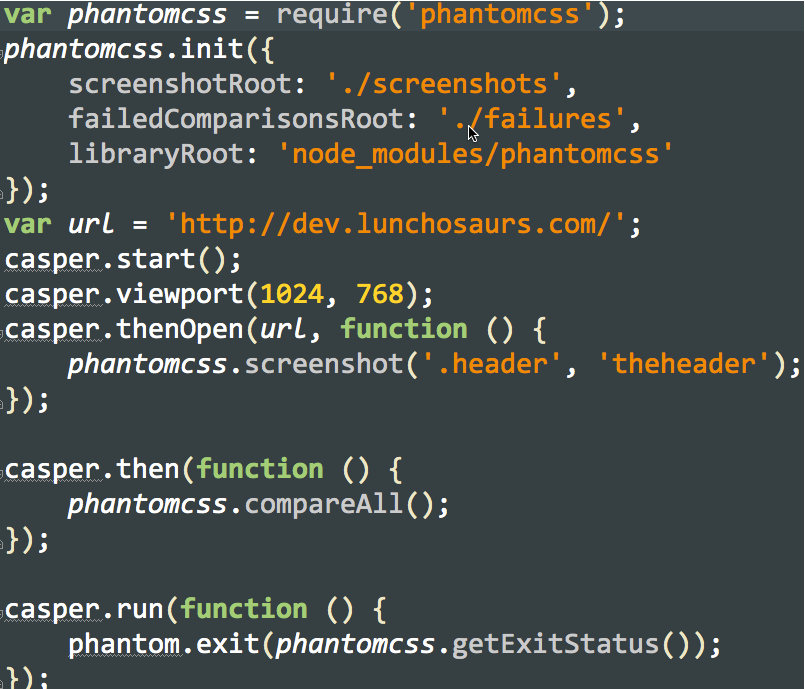 var phantomcss = require('phantomcss');
phantomcss.init({
    screenshotRoot: './screenshots',
    failedComparisonsRoot: './failures',
    libraryRoot: 'node_modules/phantomcss'
});
var url = 'http://dev.lunchosaurs.com/';
casper.start();
casper.viewport(1024, 768);
casper.thenOpen(url, function () {
    phantomcss.screenshot('.header', 'theheader');
});

casper.then(function () {
    phantomcss.compareAll();
});

casper.run(function () {
    phantom.exit(phantomcss.getExitStatus());
});